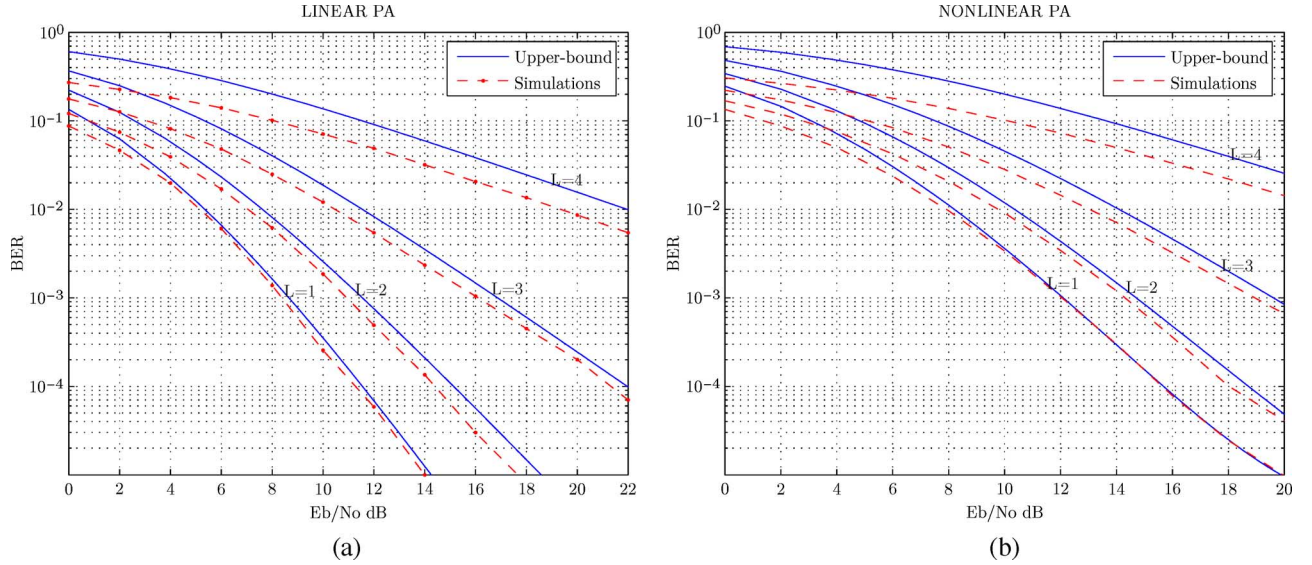 LINEAR PA
10^0
10^-1
10^-2
10^-3
10^-4
BER
Upper-bound
Simulations
L=4
L=3
L=2
L=1
0 2 4 6 8 10 12 14 16 18 20 22
Eb/No dB
(a)
NONLINEAR PA
10^0
10^-1
10^-2
10^-3
10^-4
BER
Upper-bound
Simulations
L=4
L=3
L=2
L=1
0 2 4 6 8 10 12 14 16 18 20
Eb/No dB
(b)